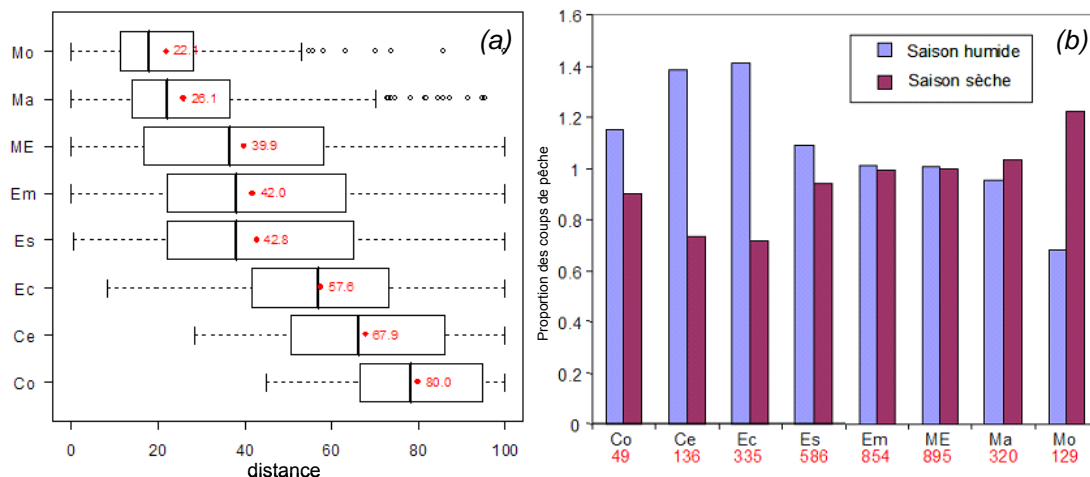 (a)
Mo
22.1
Ma
26.1
ME
39.9
Em
42.0
Es
42.8
Ec
57.6
Ce
67.9
Co
80.0
0 20 40 60 80 100
distance
(b)
Saison humide
Saison sèche
Proportion des coups de pêche
1.6
1.4
1.2
1
0.8
0.6
0.4
0.2
0
Co Ce Ec Es Em ME Ma Mo
49 136 335 586 854 895 320 129